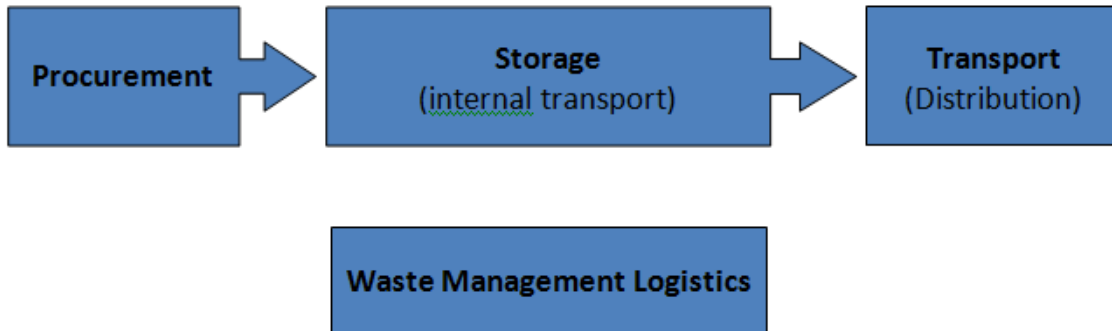 Procurement
Storage
(internal transport)
Transport
(Distribution)
Waste Management Logistics